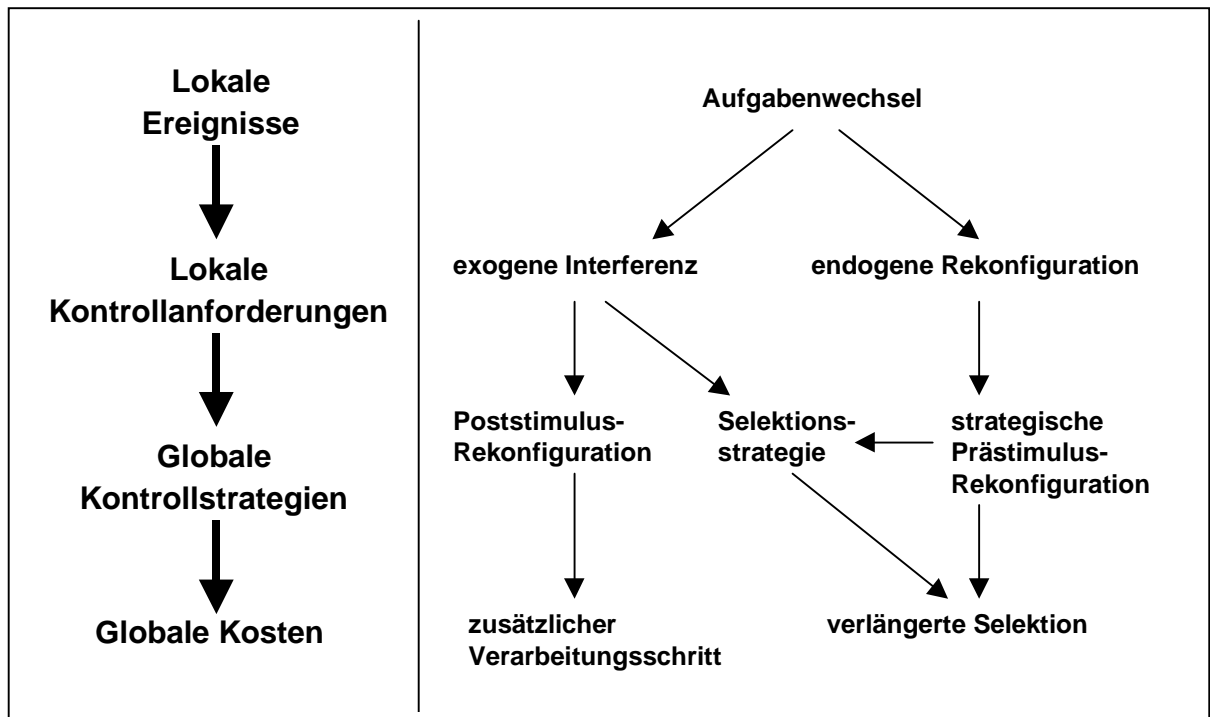 Lokale
Ereignisse
Lokale
Kontrollanforderungen
Globale
Kontrollstrategien
Globale Kosten
Aufgabenwechsel
exogene Interferenz
endogene Rekonfiguration
Poststimulus-
Rekonfiguration
Selektions-
strategie
strategische
Prästimulus-
Rekonfiguration
zusätzlicher
Verarbeitungsschritt
verlängerte Selektion